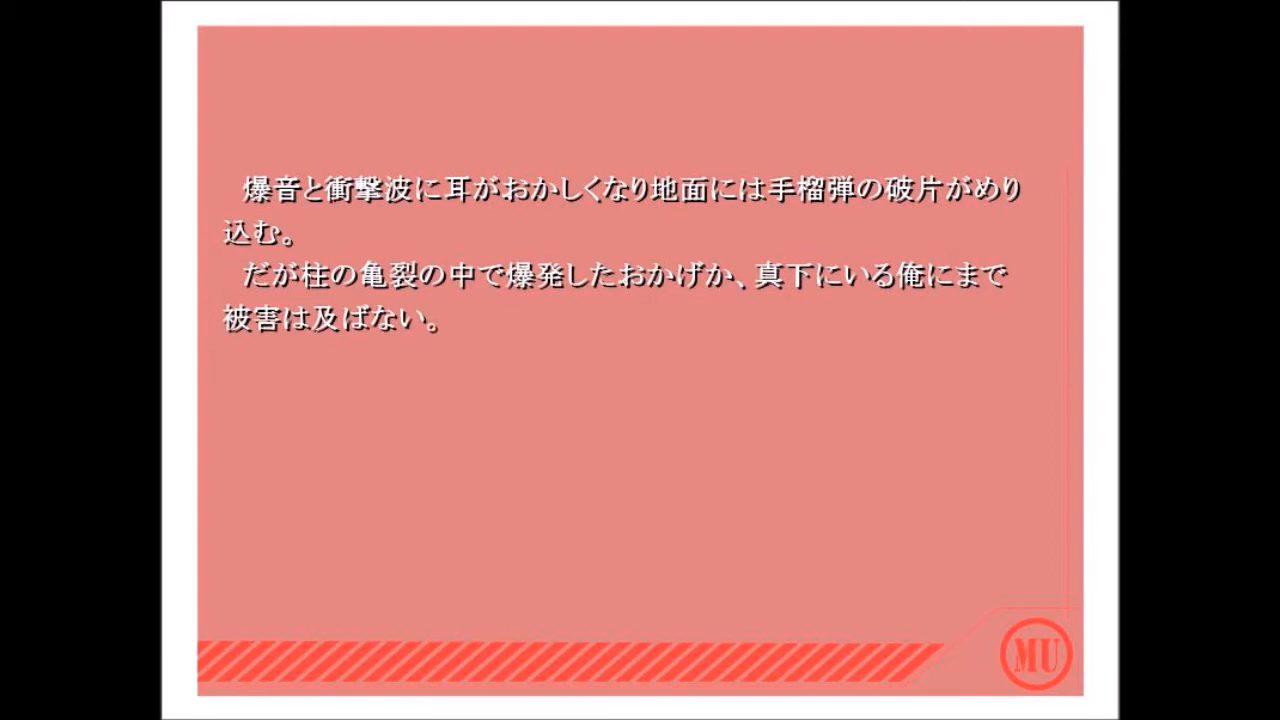 爆音と衝撃波に耳がおかしくなり地面には手榴弾の破片がめり
込む。
だが柱の亀裂の中で爆発したおかげか、真下にいる俺にまで
被害は及ばない。
MU